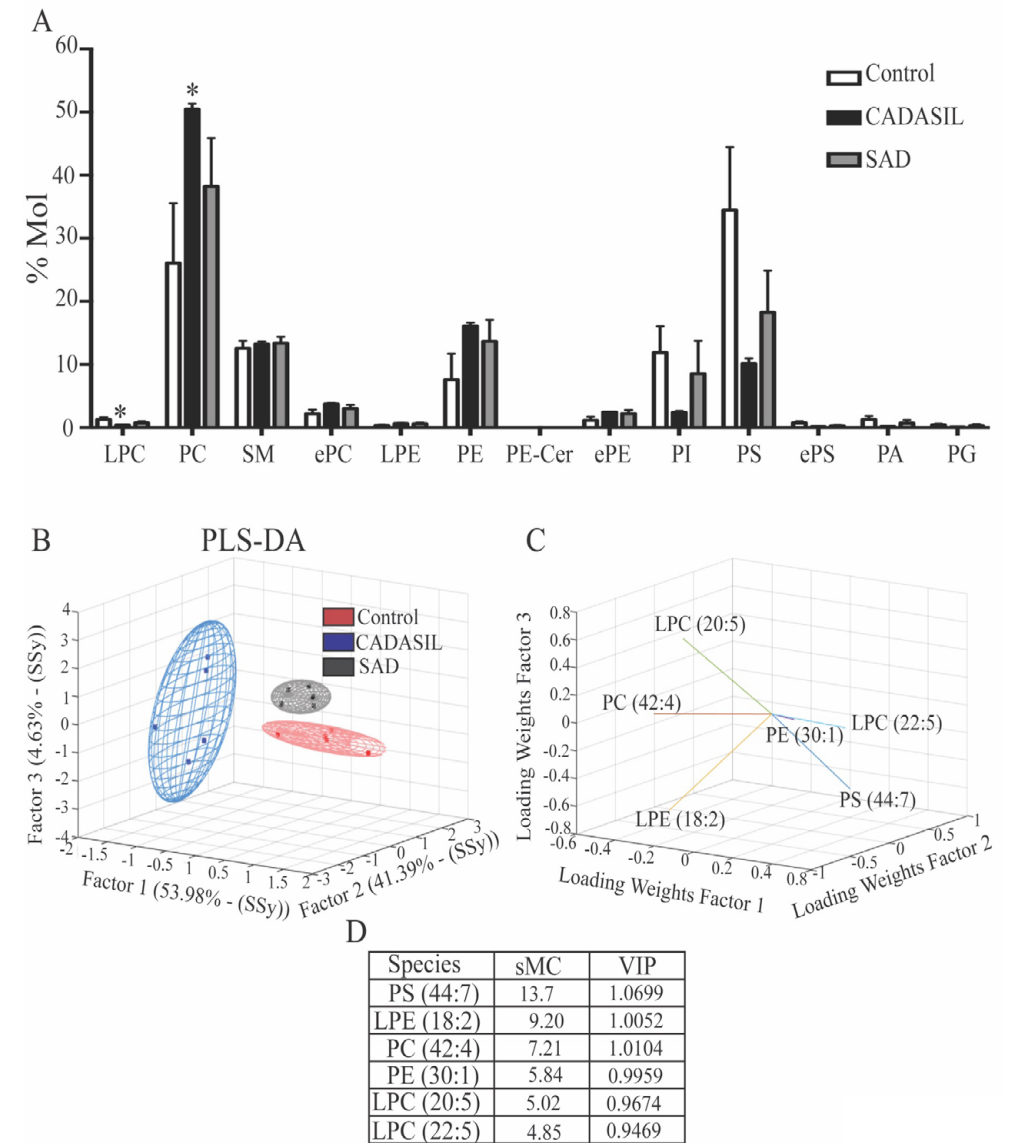 A
60
50
40
30
20
10
0
% Mol
*
*
Control
CADASIL
SAD
LPC PC SM ePC LPE PE PE-Cer ePE PI PS ePS PA PG
B
PLS-DA
Control
CADASIL
SAD
4
3
2
1
0
-1
-2
-3
-4
Factor 3 (4.63% - (SSy))
-2 -1.5 -1 -0.5 0.5 1 1.5 2
Factor 1 (53.98% - (SSy))
-3 -2 -1 0 1 2 3
Factor 2 (41.39% - (SSy))
C
0.8
0.6
0.4
0.2
0
-0.2
-0.4
-0.6
-0.8
Loading Weights Factor 3
LPC (20:5)
PC (42:4)
PE (30:1)
LPC (22:5)
PS (44:7)
LPE (18:2)
-0.6 -0.4 -0.2 0 0.2 0.4 0.8
Loading Weights Factor 1
-1 -0.5 0 0.5 1
Loading Weights Factor 2
D
Species sMC VIP
PS (44:7) 13.7 1.0699
LPE (18:2) 9.20 1.0052
PC (42:4) 7.21 1.0104
PE (30:1) 5.84 0.9959
LPC (20:5) 5.02 0.9674
LPC (22:5) 4.85 0.9469